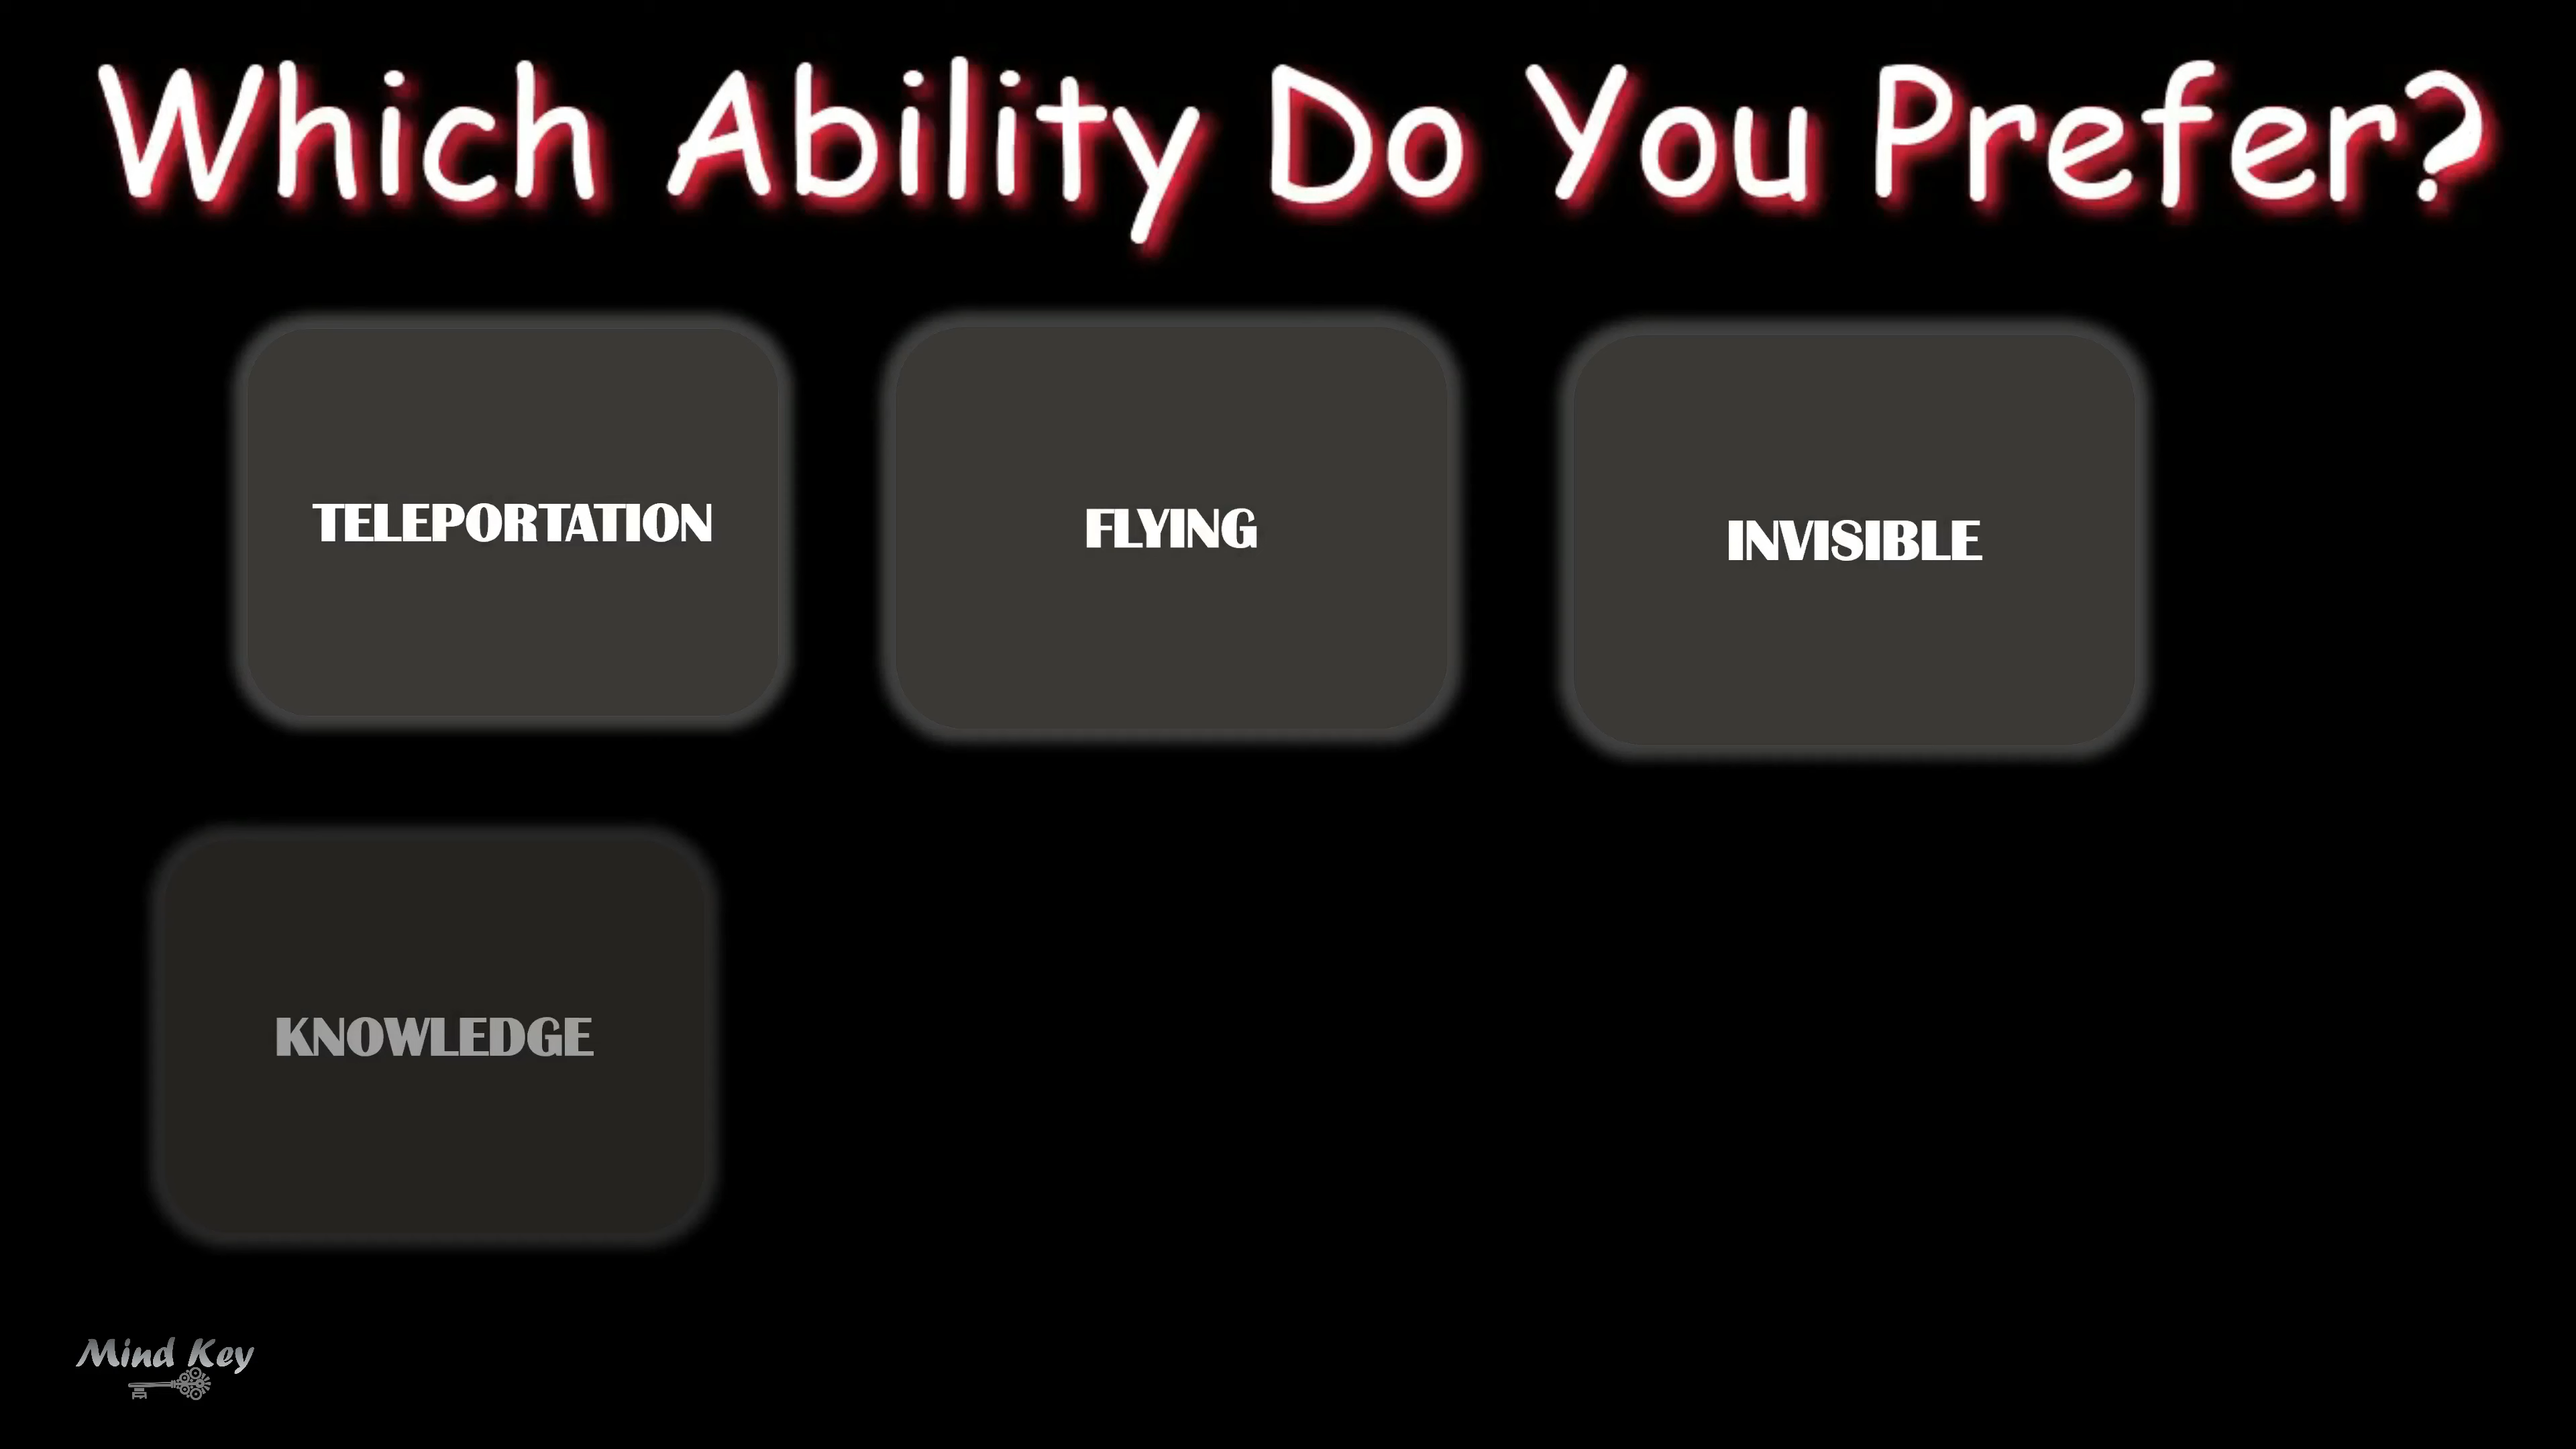 Which Ability Do You Prefer?
TELEPORTATION
FLYING
INVISIBLE
KNOWLEDGE
Mind Key